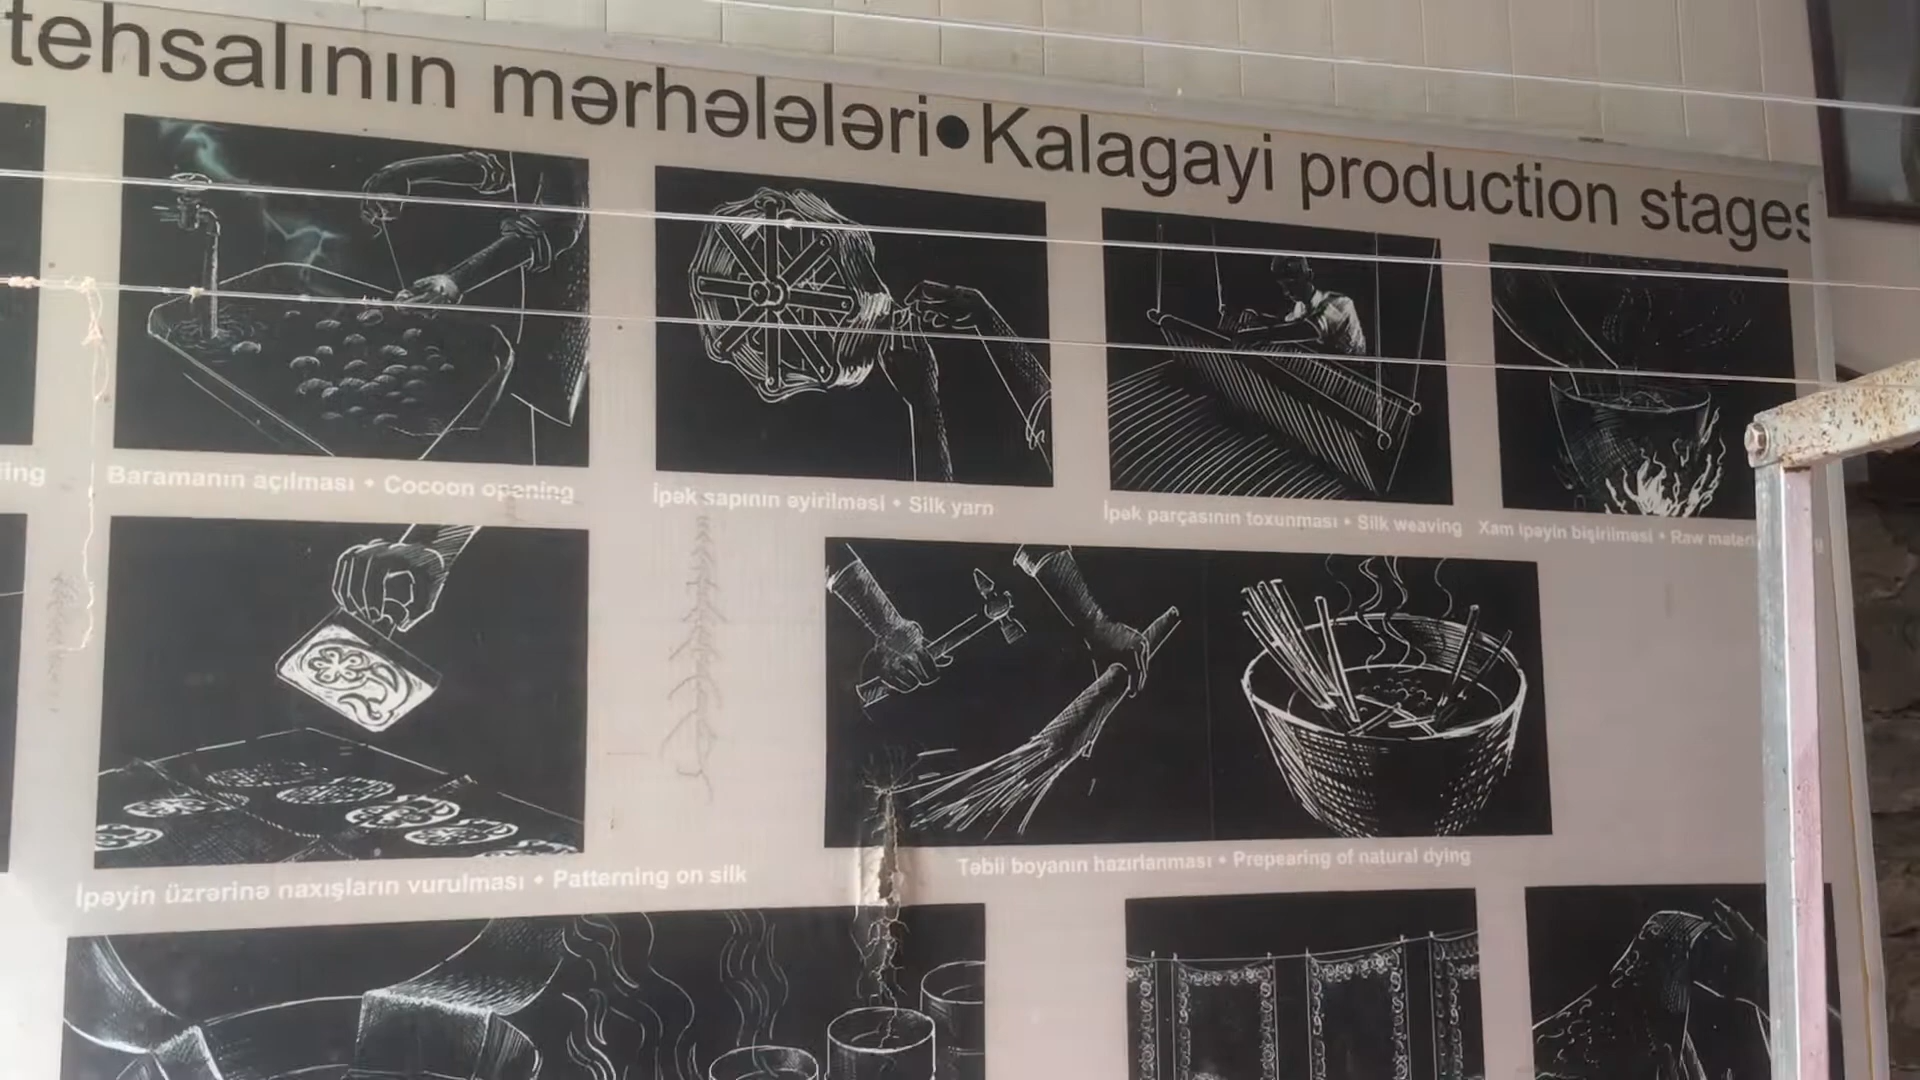 tehsalının mərhələləri•Kalagayi production stages
Baramanın açılması • Cocoon opening
İpək sapının əyirilməsi • Silk yarn
İpək parçasının toxunması • Silk weaving
Xam ipəyin bişirilməsi • Raw
İpəyin üzrərinə naxışların vurulması • Patterning on silk
Təbii boyanın hazırlanması • Prepearing of natural dying